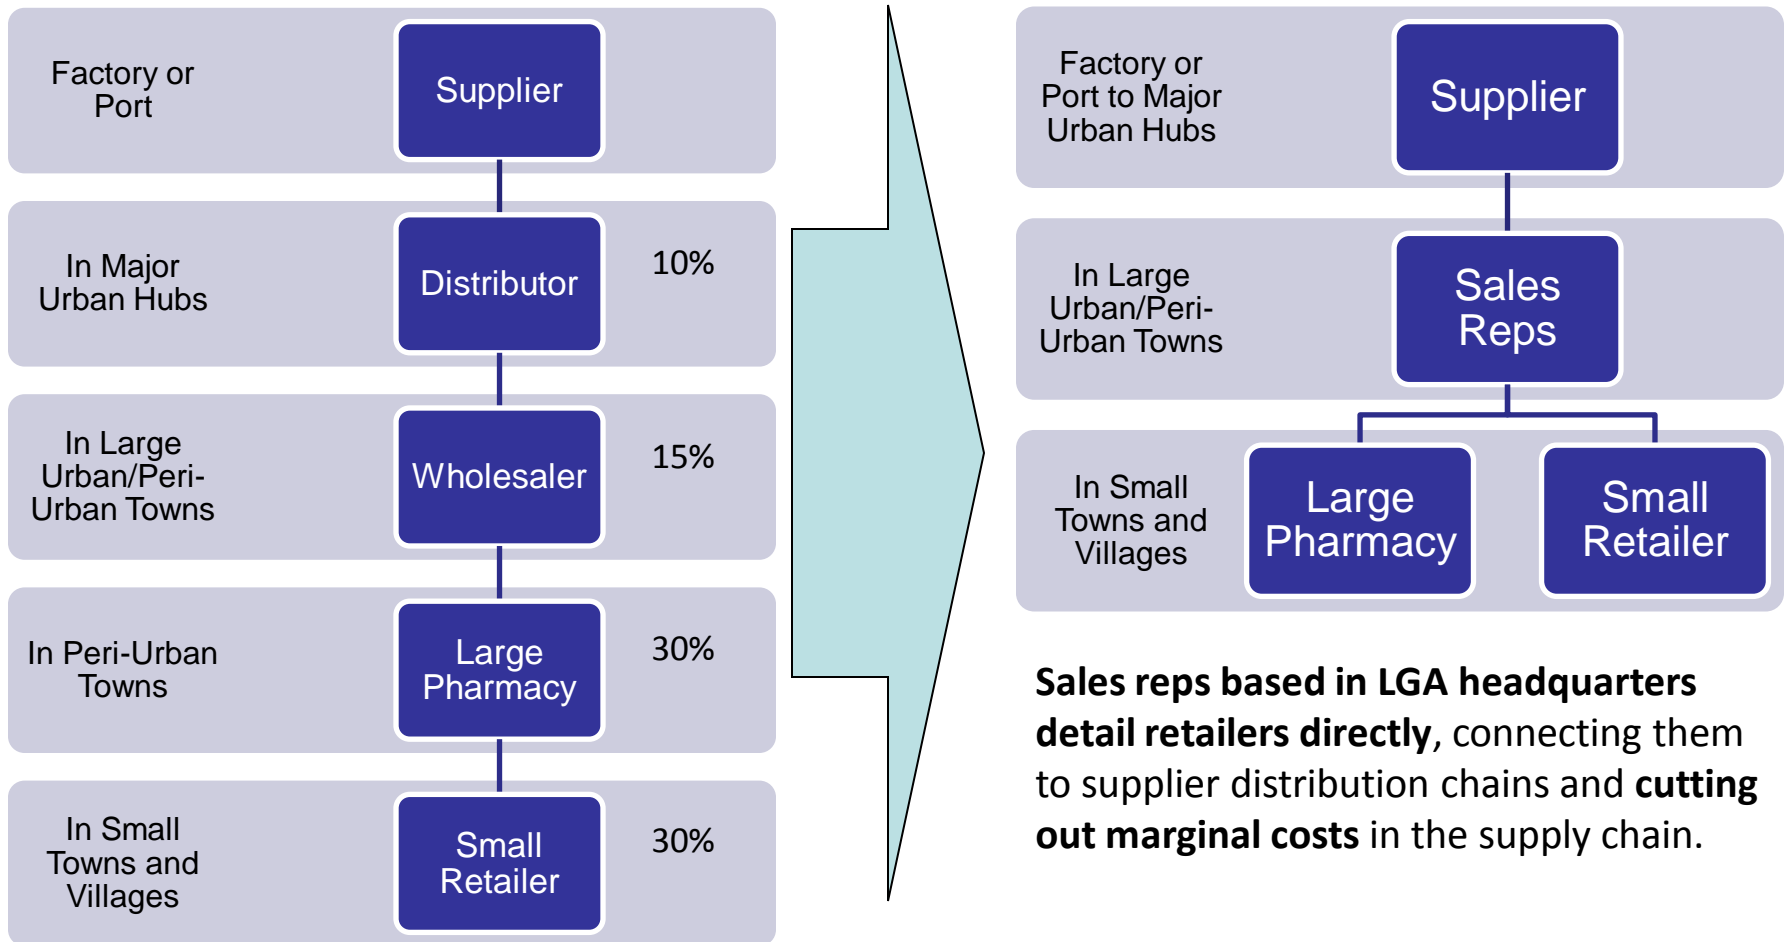 Factory or
Port
Supplier
In Major
Urban Hubs
Distributor
10%
In Large
Urban/Peri-
Urban Towns
Wholesaler
15%
In Peri-Urban
Towns
Large
Pharmacy
30%
In Small
Towns and
Villages
Small
Retailer
30%
Factory or
Port to Major
Urban Hubs
Supplier
In Large
Urban/Peri-
Urban Towns
Sales
Reps
In Small
Towns and
Villages
Large
Pharmacy
Small
Retailer
Sales reps based in LGA headquarters
detail retailers directly, connecting them
to supplier distribution chains and cutting
out marginal costs in the supply chain.